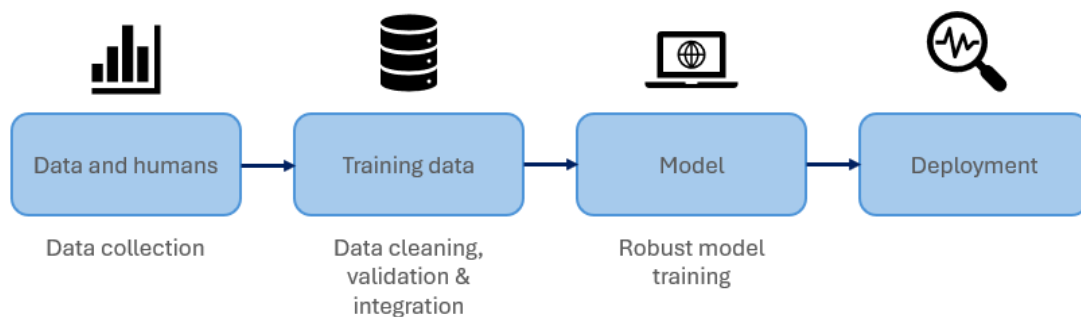 Data and humans
Training data
Model
Deployment
Data collection
Data cleaning,
validation &
integration
Robust model
training